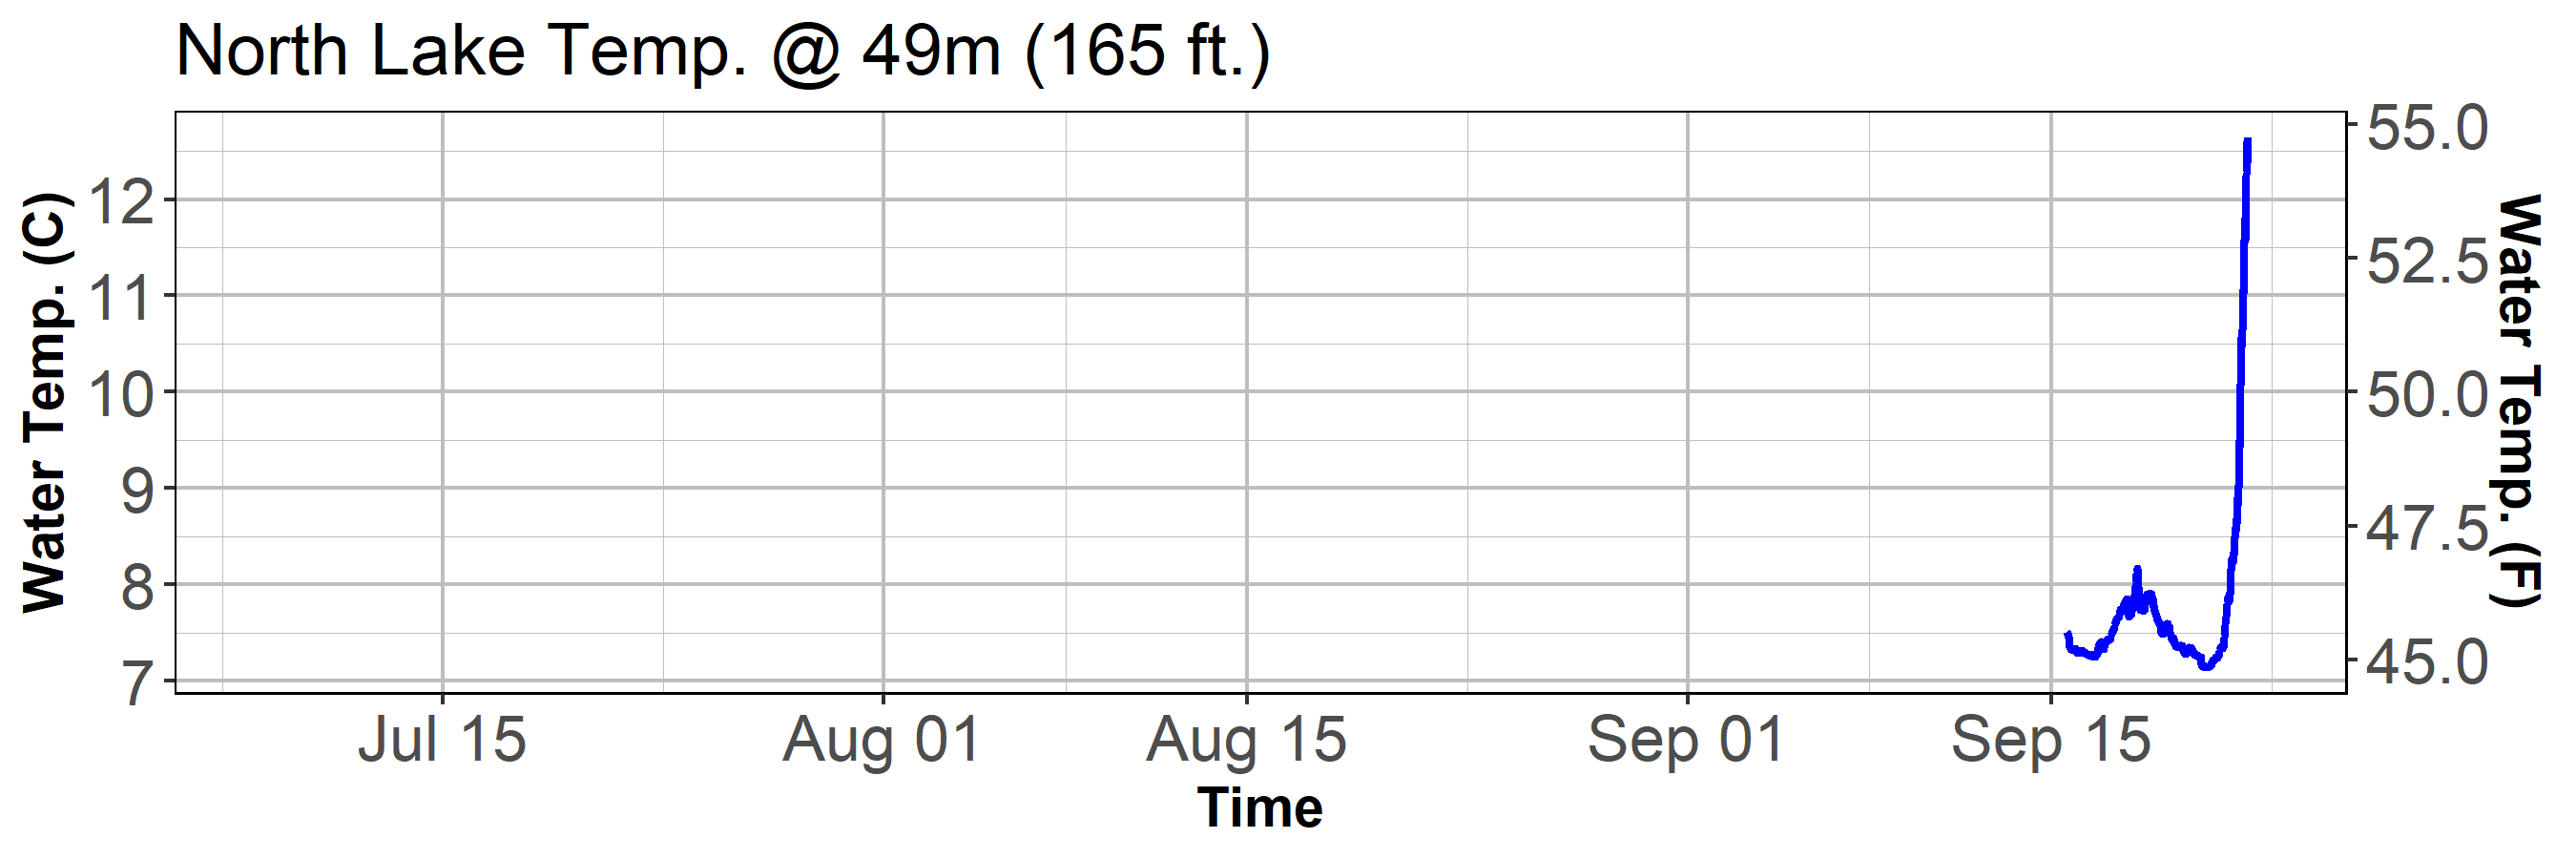 North Lake Temp. @ 49m (165 ft.)
Water Temp. (C)
12
11
10
9
8
7
55.0
52.5
50.0
47.5
45.0
Water Temp. (F)
Jul 15 Aug 01 Aug 15 Sep 01 Sep 15
Time